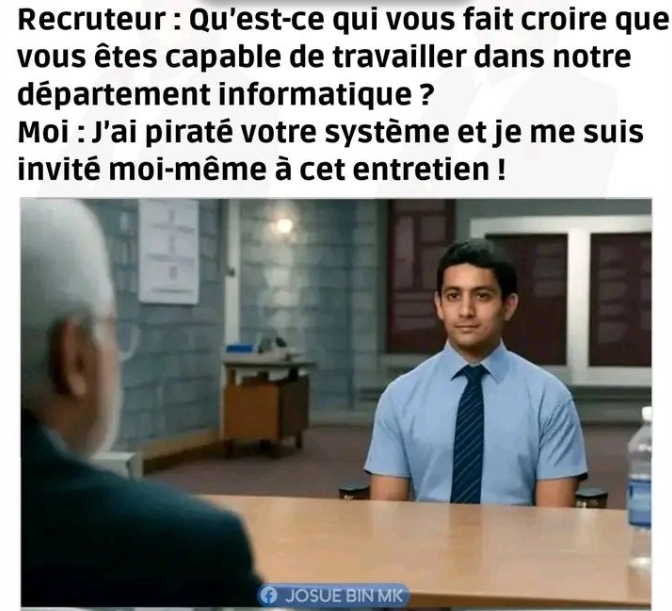 Recruteur : Qu'est-ce qui vous fait croire que
vous êtes capable de travailler dans notre
département informatique ?
Moi : J'ai piraté votre système et je me suis
invité moi-même à cet entretien !
JOSUE BIN MK